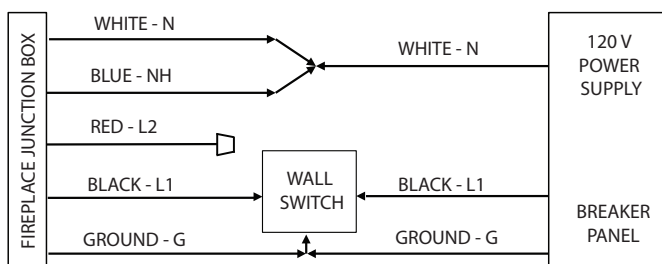 FIREPLACE JUNCTION BOX
WHITE - N
BLUE - NH
RED - L2
BLACK - L1
GROUND - G
WALL
SWITCH
WHITE - N
BLACK - L1
GROUND - G
120 V
POWER
SUPPLY
BREAKER
PANEL